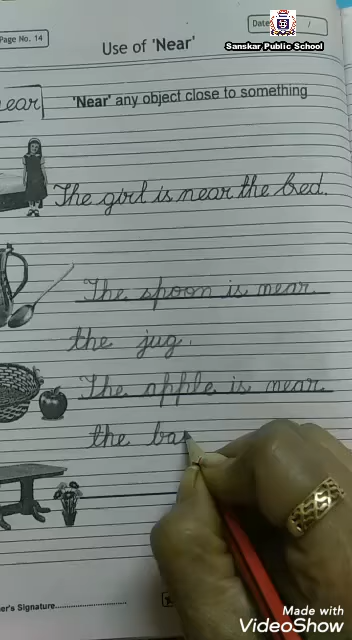 Page No. 14
Date
/
Use of 'Near'
Sanskar Public School
ear
'Near' any object close to something
The girl is near the bed.
The spoon is near
the jug.
The apple is near
the bas
er's Signature
Made with
VideoShow